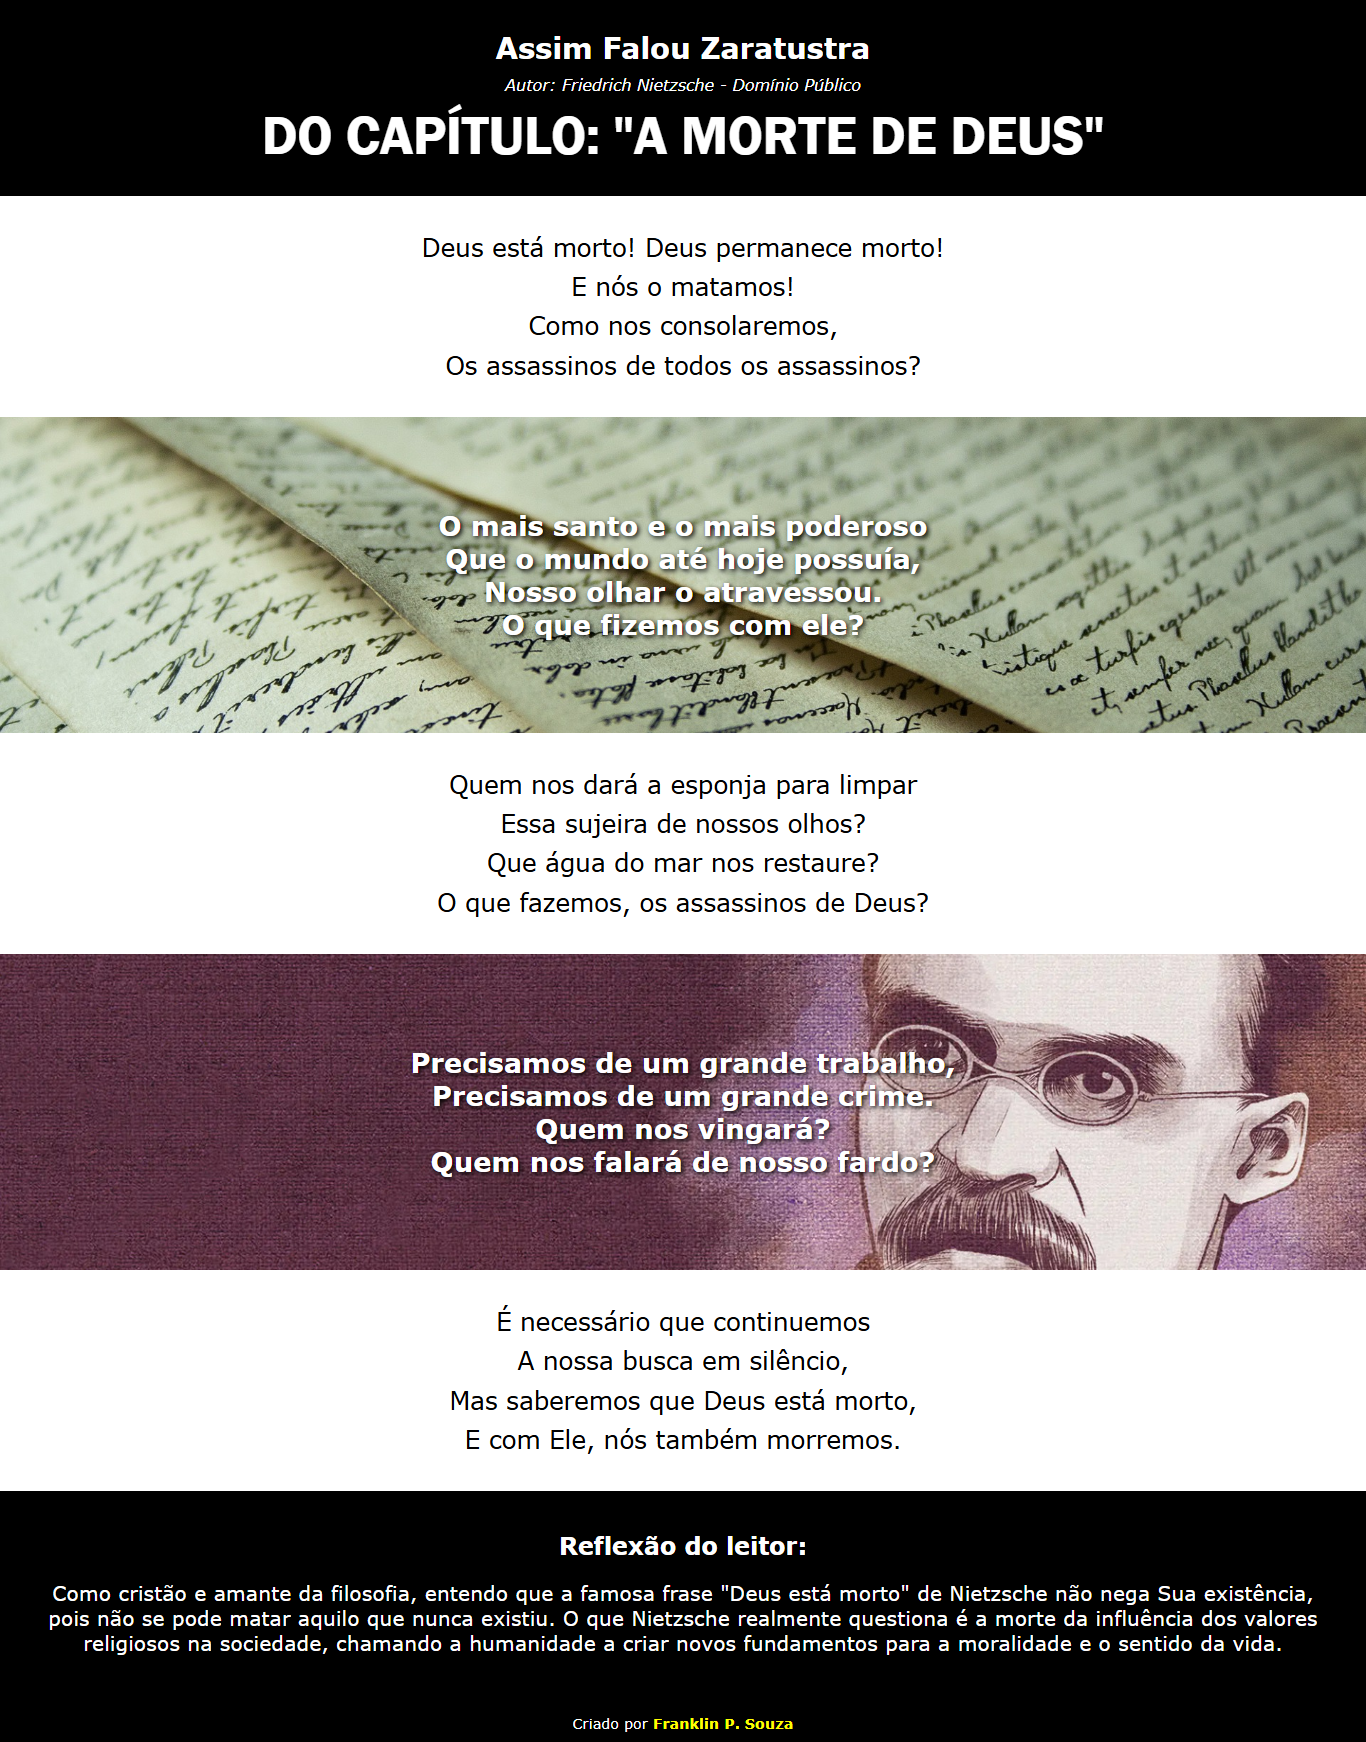 Assim Falou Zaratustra
Autor: Friedrich Nietzsche - Domínio Público
DO CAPÍTULO: "A MORTE DE DEUS"
Deus está morto! Deus permanece morto!
E nós o matamos!
Como nos consolaremos,
Os assassinos de todos os assassinos?
O mais santo e o mais poderoso
Que o mundo até hoje possuía,
Nosso olhar o atravessou.
O que fizemos com ele?
Quem nos dará a esponja para limpar
Essa sujeira de nossos olhos?
Que água do mar nos restaure?
O que fazemos, os assassinos de Deus?
Precisamos de um grande trabalho,
Precisamos de um grande crime.
Quem nos vingará?
Quem nos falará de nosso fardo?
É necessário que continuemos
A nossa busca em silêncio,
Mas saberemos que Deus está morto,
E com Ele, nós também morremos.
Reflexão do leitor:
Como cristão e amante da filosofia, entendo que a famosa frase "Deus está morto" de Nietzsche não nega Sua existência,
pois não se pode matar aquilo que nunca existiu. O que Nietzsche realmente questiona é a morte da influência dos valores
religiosos na sociedade, chamando a humanidade a criar novos fundamentos para a moralidade e o sentido da vida.
Criado por Franklin P. Souza